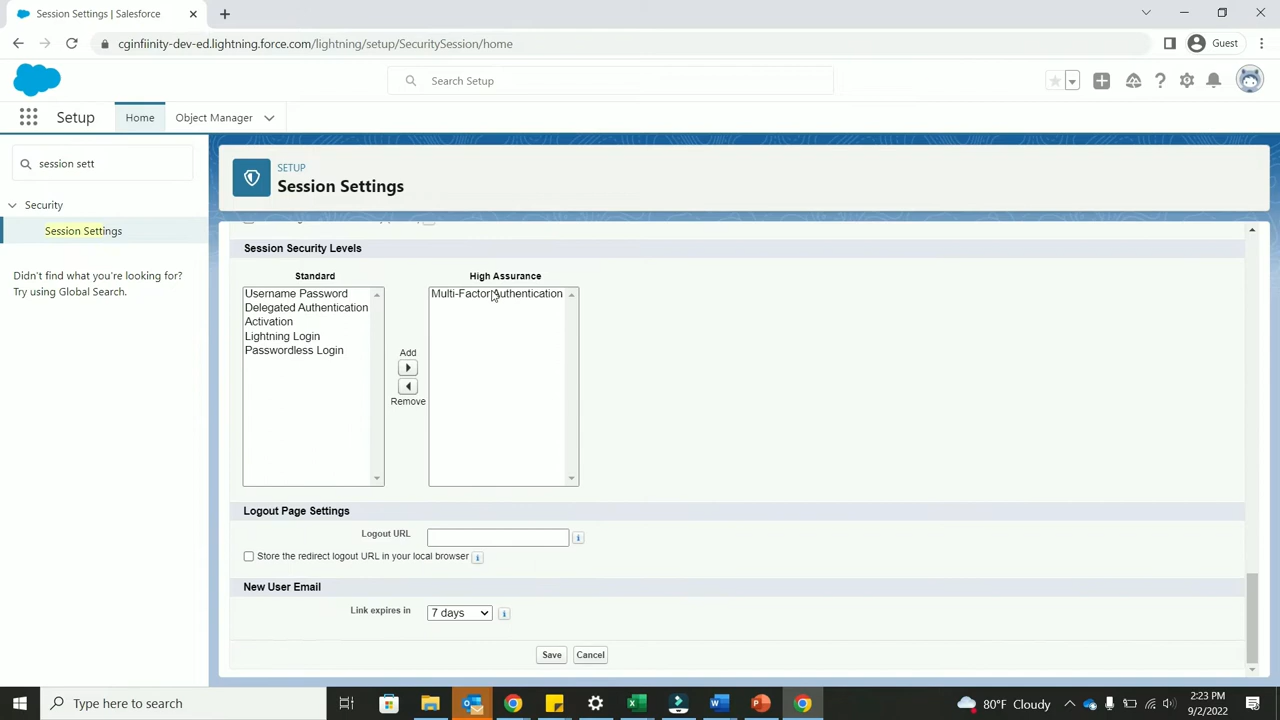 Session Settings | Salesforce
cginfiinity-dev-ed.lightning.force.com/lightning/setup/SecuritySession/home
Guest
Search Setup
Setup
Home
Object Manager
session sett
Security
Session Settings
Didn't find what you're looking for?
Try using Global Search.
SETUP
Session Settings
Session Security Levels
Standard
High Assurance
Username Password
Delegated Authentication
Activation
Lightning Login
Passwordless Login
Add
Remove
Multi-Factor Authentication
Logout Page Settings
Logout URL
Store the redirect logout URL in your local browser
New User Email
Link expires in
7 days
Save
Cancel
Type here to search
80°F Cloudy
2:23 PM
9/2/2022